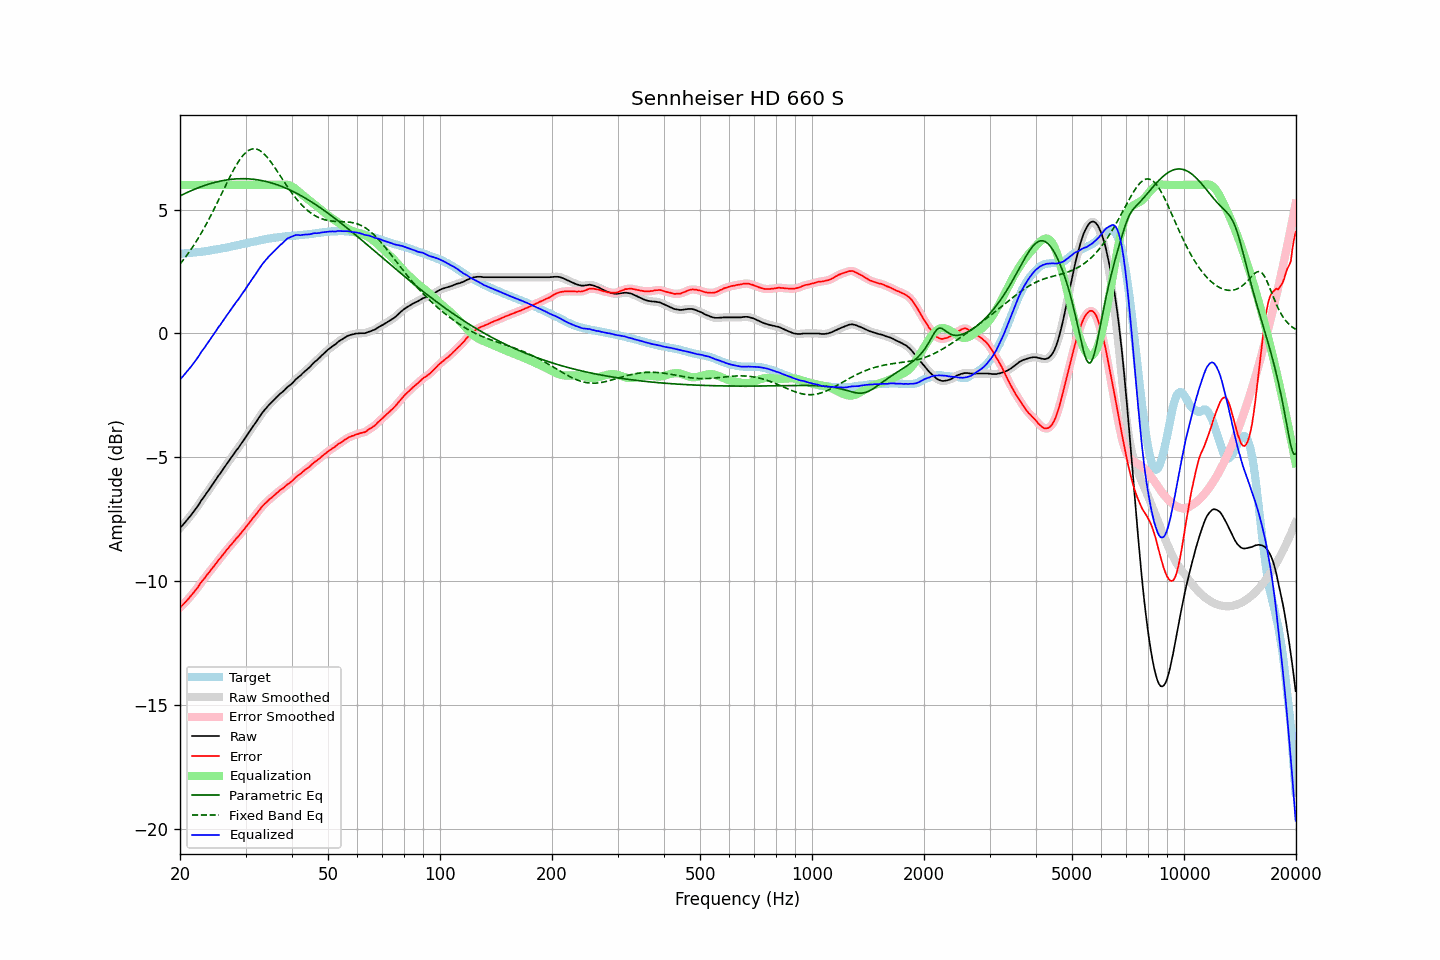 Sennheiser HD 660 S
Amplitude (dBr)
5
0
−5
−10
−15
−20
Target
Raw Smoothed
Error Smoothed
Raw
Error
Equalization
Parametric Eq
Fixed Band Eq
Equalized
20 50 100 200 500 1000 2000 5000 10000 20000
Frequency (Hz)